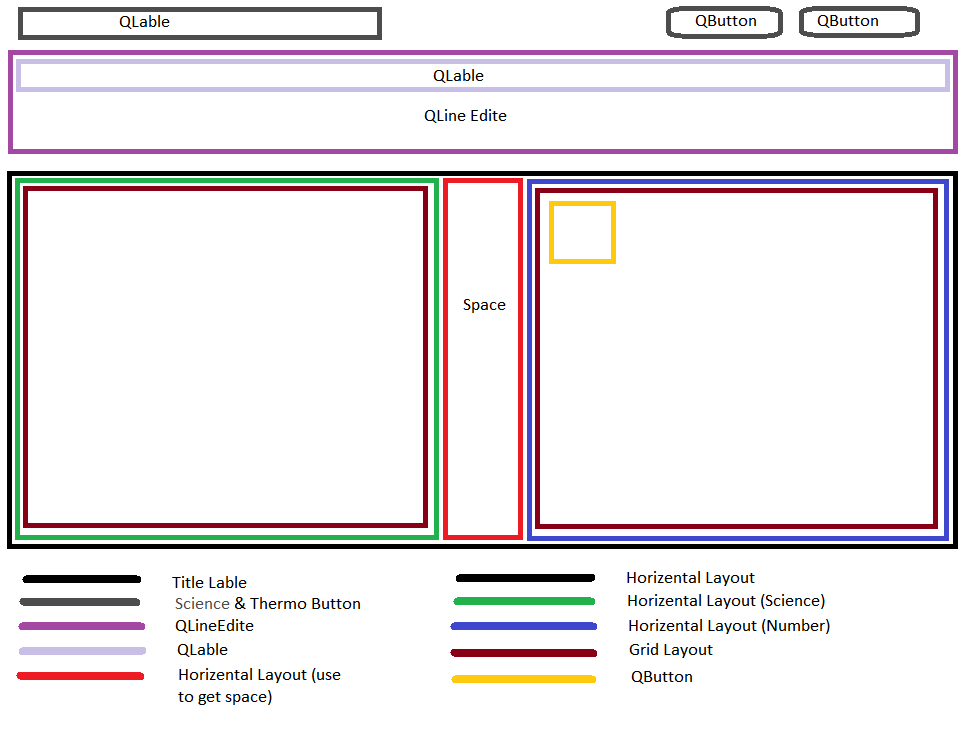 QLable
QButton
QButton
QLable
QLine Edite
Space
Title Lable
Science & Thermo Button
QLineEdite
QLable
Horizental Layout (use
to get space)
Horizental Layout
Horizental Layout (Science)
Horizental Layout (Number)
Grid Layout
QButton